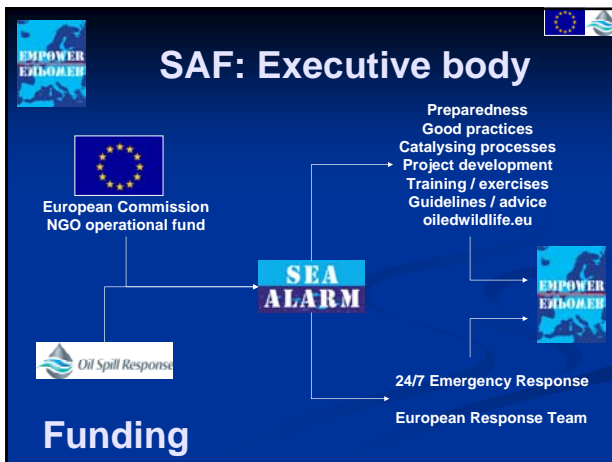 EMPOWER
EMPOWER
SAF: Executive body
Preparedness
Good practices
Catalysing processes
Project development
Training / exercises
Guidelines / advice
oiledwildlife.eu
European Commission
NGO operational fund
SEA
ALARM
EMPOWER
EMPOWER
Oil Spill Response
24/7 Emergency Response
European Response Team
Funding